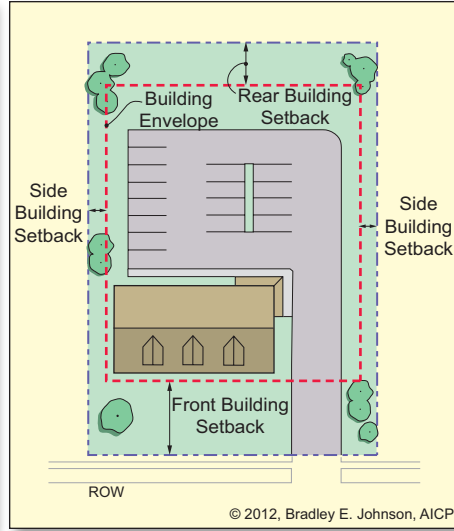 Building
Envelope
Rear Building
Setback
Side
Building
Setback
Side
Building
Setback
Front Building
Setback
ROW
© 2012, Bradley E. Johnson, AICP